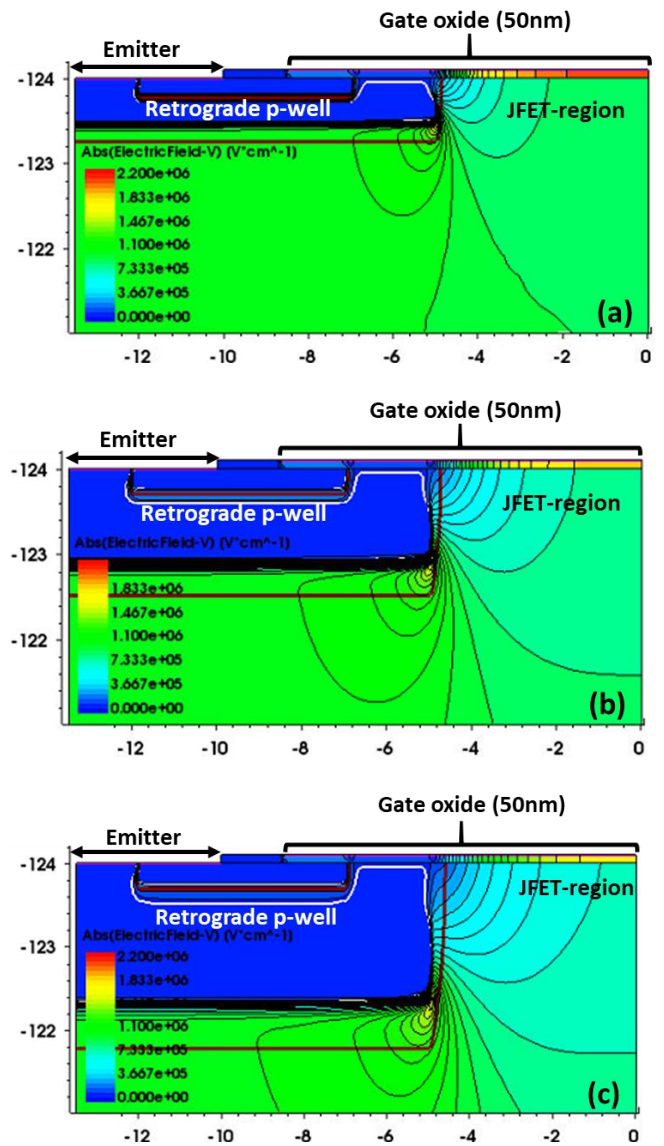 Gate oxide (50nm)
Emitter
-124
Retrograde p-well
JFET-region
-123
Abs(ElectricField-V) (V*cm^-1)
2.200e+06
1.833e+06
1.467e+06
-122
1.100e+06
7.333e+05
3.667e+05
0.000e+00
(a)
-12 -10 -8 -6 -4 -2 0
Gate oxide (50nm)
Emitter
-124
Retrograde p-well
JFET-region
-123
Abs(ElectricField-V) (V*cm^-1)
1.833e+06
1.467e+06
-122
1.100e+06
7.333e+05
3.667e+05
0.000e+00
(b)
-12 -10 -8 -6 -4 -2 0
Gate oxide (50nm)
Emitter
-124
JFET-region
Retrograde p-well
-123
Abs(ElectricField-V) (V*cm^-1)
2.200e+06
1.833e+06
-122
1.100e+06
7.333e+05
3.667e+05
0.000e+00
(c)
-12 -10 -8 -6 -4 -2 0